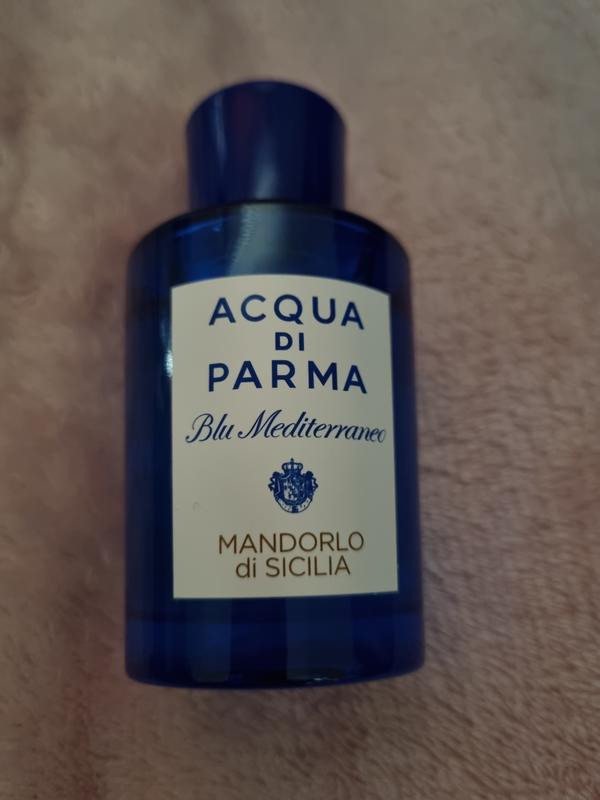 ACQUA
DI
PARMA
Blu Mediterraneo
MANDORLO
di SICILIA